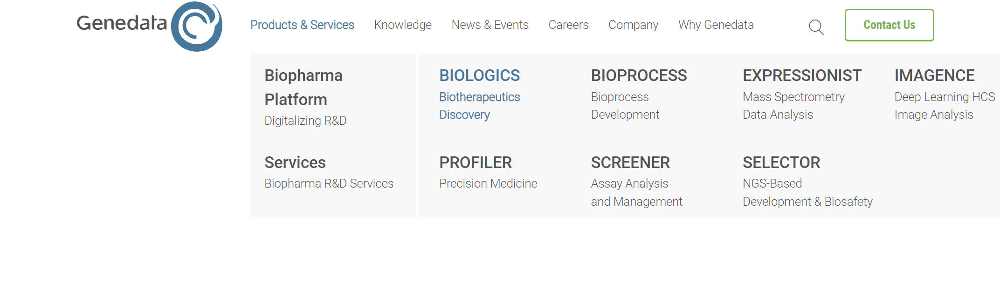 Genedata
Products & Services
Knowledge
News & Events
Careers
Company
Why Genedata
Contact Us
Biopharma
Platform
Digitalizing R&D
Services
Biopharma R&D Services
BIOLOGICS
Biotherapeutics
Discovery
BIOPROCESS
Bioprocess
Development
EXPRESSIONIST
Mass Spectrometry
Data Analysis
IMAGENCE
Deep Learning HCS
Image Analysis
PROFILER
Precision Medicine
SCREENER
Assay Analysis
and Management
SELECTOR
NGS-Based
Development & Biosafety